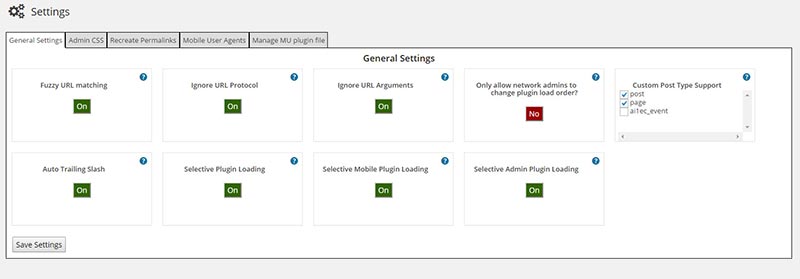 Settings
General Settings
Admin CSS
Recreate Permalinks
Mobile User Agents
Manage MU plugin file
General Settings
Fuzzy URL matching
?
On
Ignore URL Protocol
?
On
Ignore URL Arguments
?
On
Only allow network admins to
change plugin load order?
?
No
Custom Post Type Support
?
post
page
ai1ec_event
Auto Trailing Slash
?
On
Selective Plugin Loading
?
On
Selective Mobile Plugin Loading
?
On
Selective Admin Plugin Loading
?
On
Save Settings